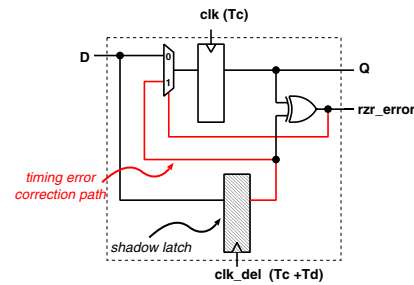 clk (Tc)
D
0
1
Q
rzr_error
timing error
correction path
shadow latch
clk_del (Tc +Td)